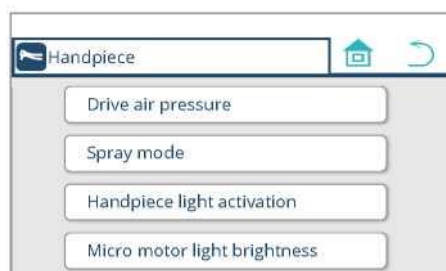 Handpiece
Drive air pressure
Spray mode
Handpiece light activation
Micro motor light brightness